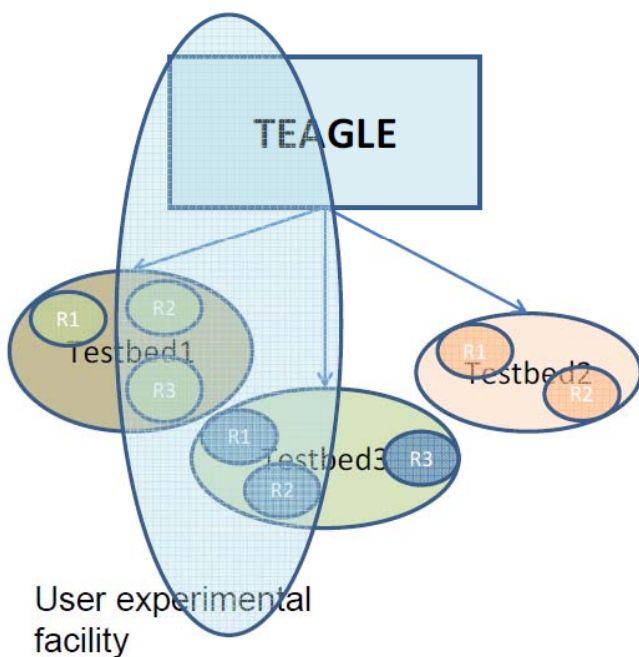 TEAGLE
R1
R2
Testbed1
R3
R1
Testbed2
R2
R1
Testbed3
R3
R2
User experimental
facility